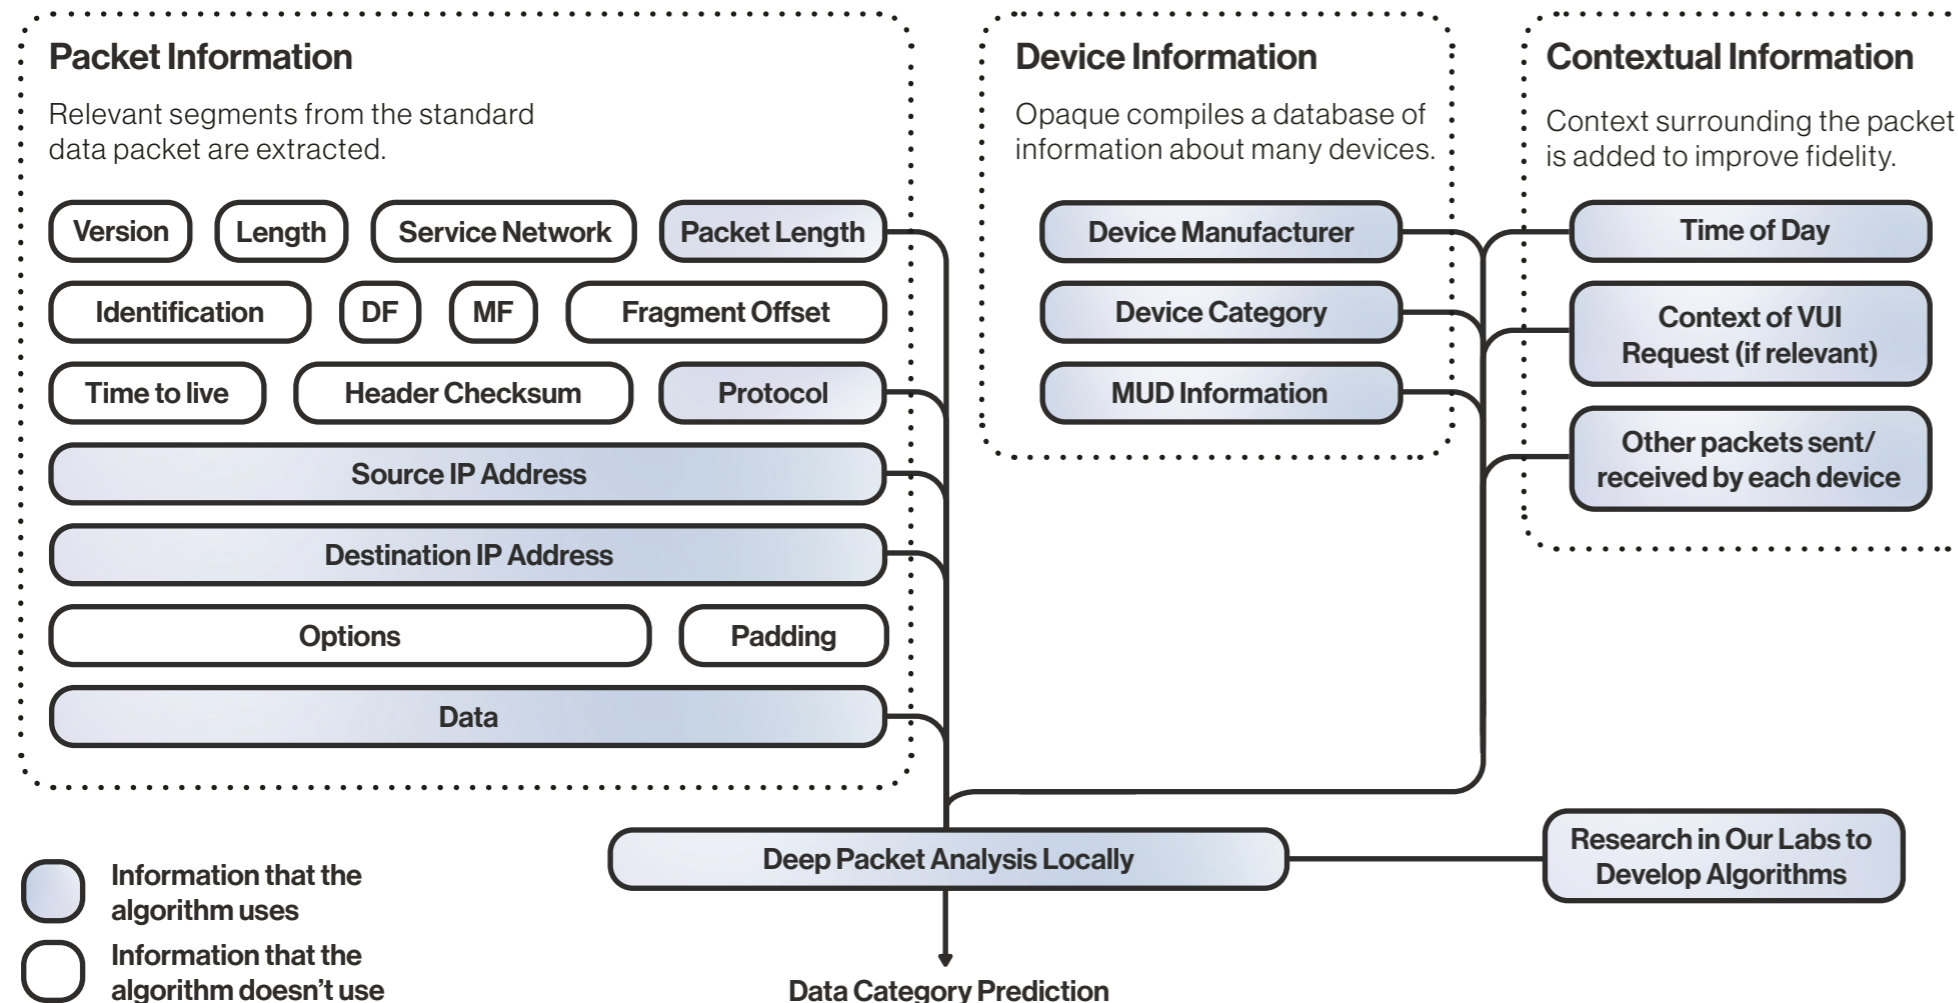 Packet Information
Relevant segments from the standard
data packet are extracted.
Version
Length
Service Network
Packet Length
Identification
DF
MF
Fragment Offset
Time to live
Header Checksum
Protocol
Source IP Address
Destination IP Address
Options
Padding
Data
Device Information
Opaque compiles a database of
information about many devices.
Device Manufacturer
Device Category
MUD Information
Contextual Information
Context surrounding the packet
is added to improve fidelity.
Time of Day
Context of VUI
Request (if relevant)
Other packets sent/
received by each device
Deep Packet Analysis Locally
Research in Our Labs to
Develop Algorithms
Information that the
algorithm uses
Information that the
algorithm doesn't use
Data Category Prediction